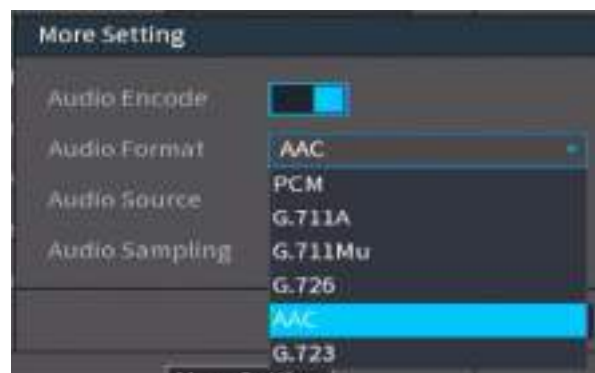 More Setting
Audio Encode
Audio Format AAC
PCM
Audio Source
G.711A
Audio Sampling G.711Mu
G.726
AAC
G.723